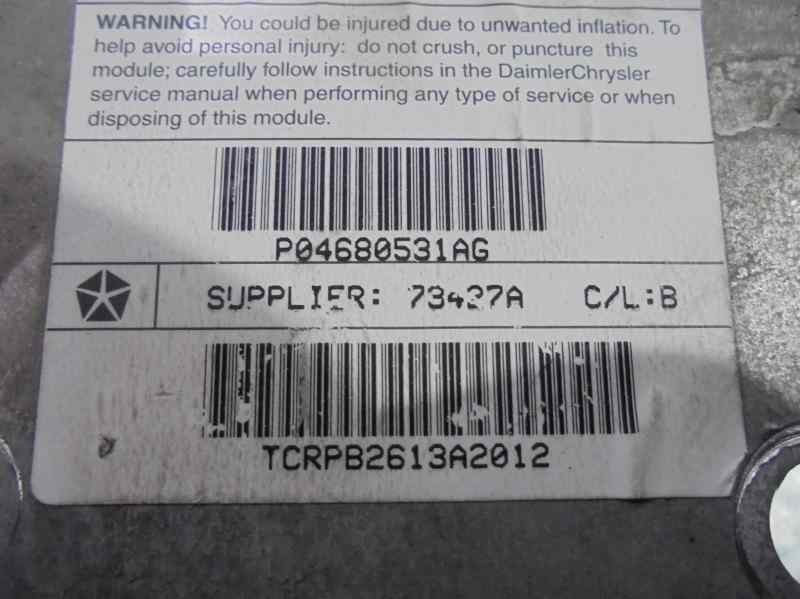 WARNING! You could be injured due to unwanted inflation. To
help avoid personal injury: do not crush, or puncture this
module; carefully follow instructions in the DaimlerChrysler
service manual when performing any type of service or when
disposing of this module.
P04680531AG
SUPPLIER: 73427A C/L:B
TCRPB2613A2012